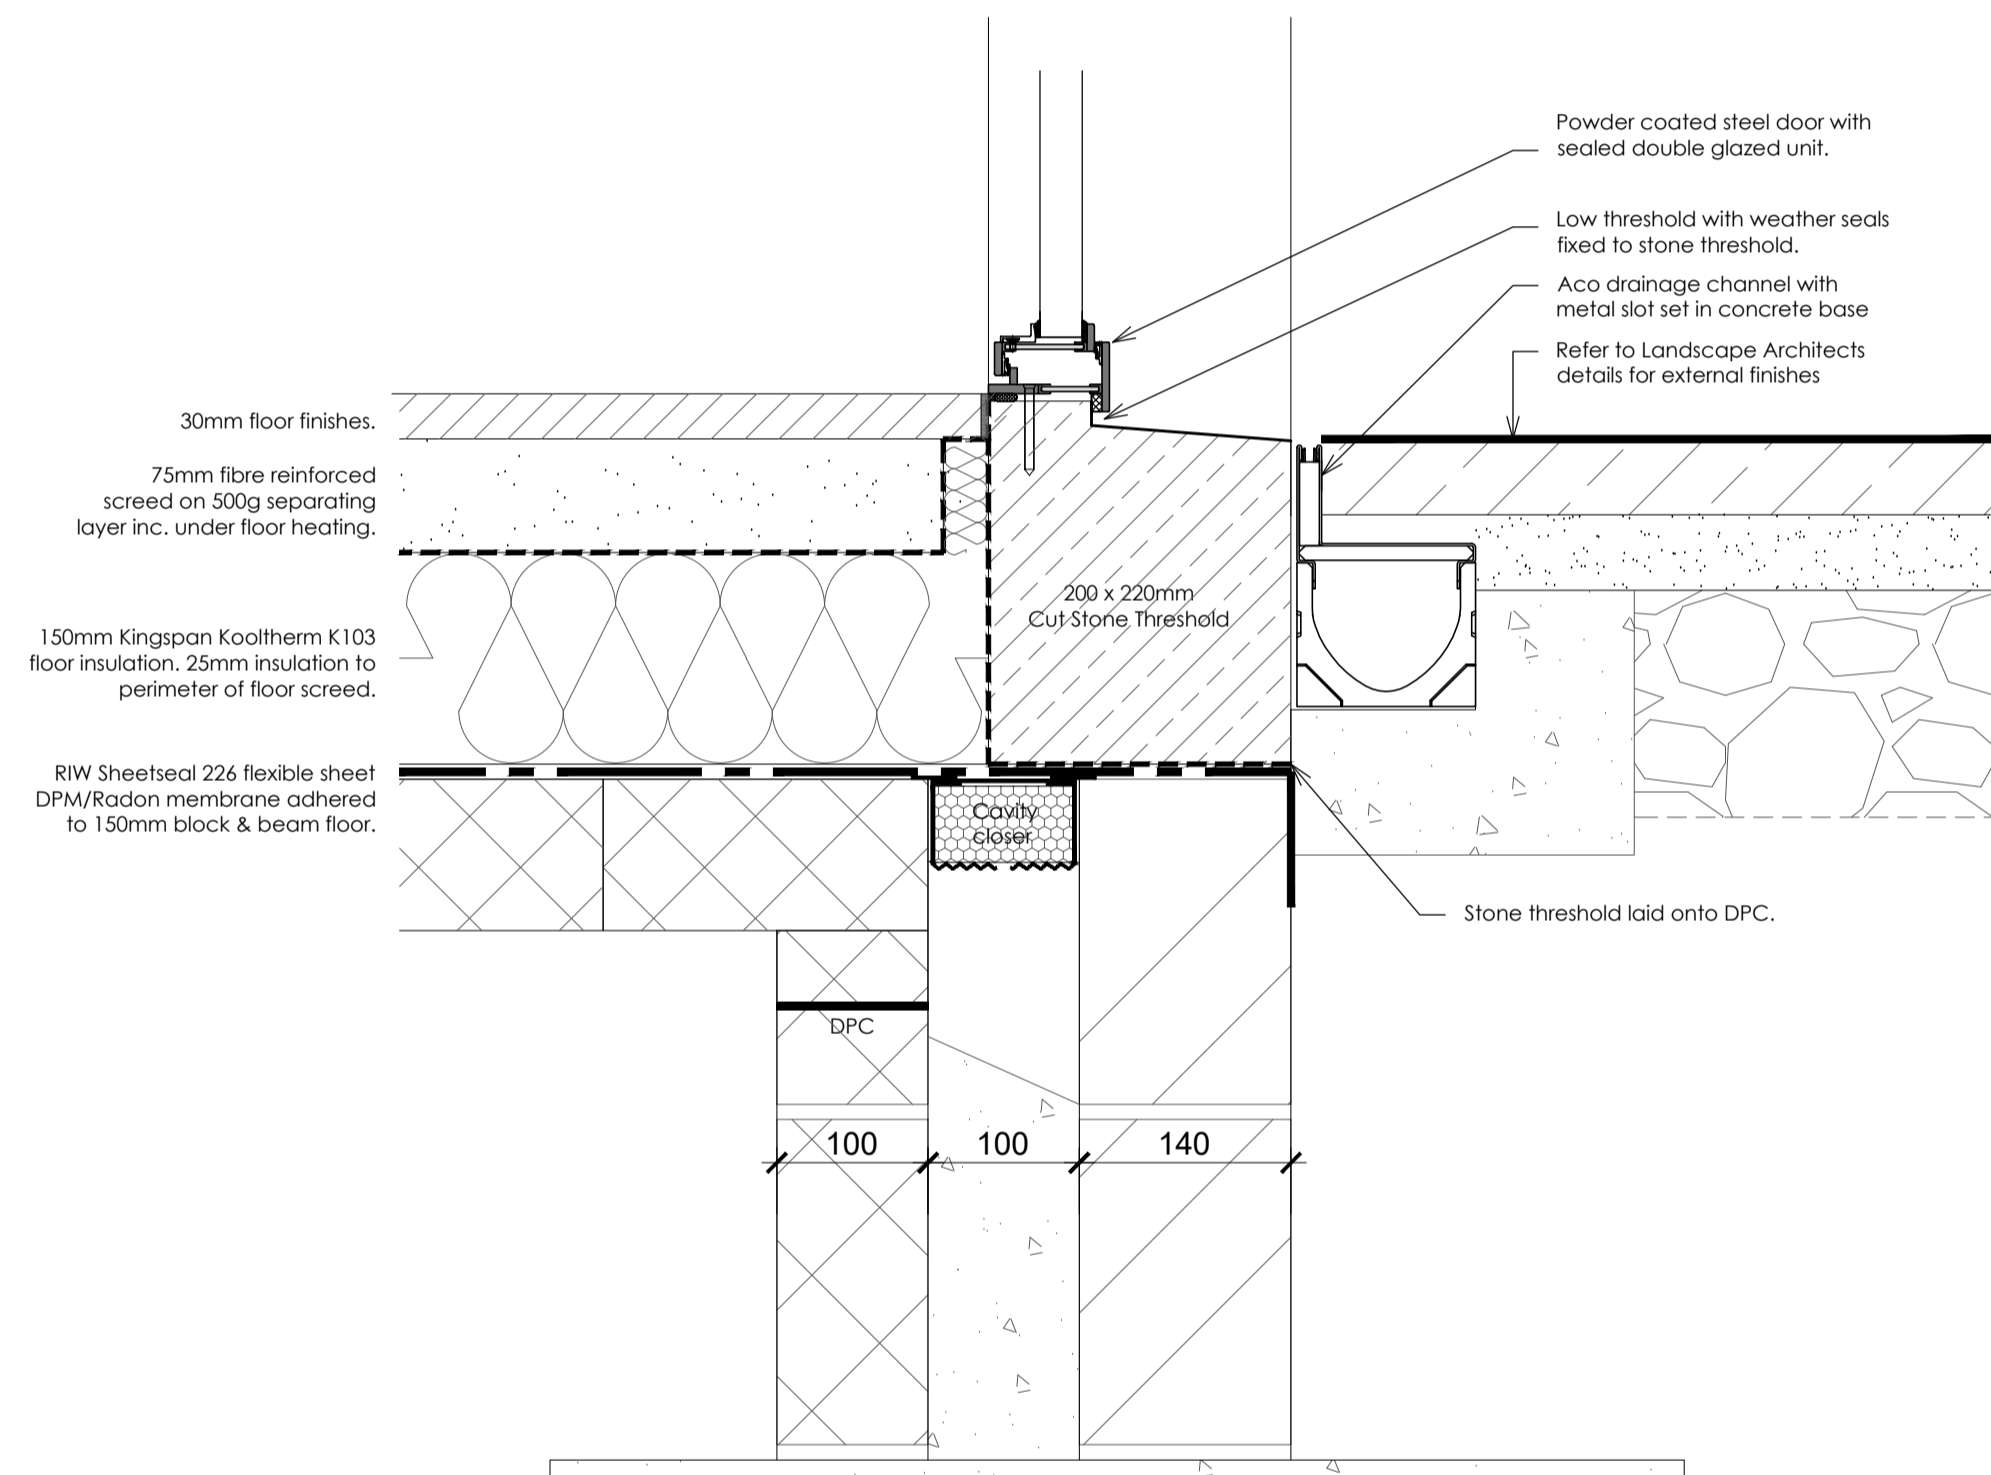 Powder coated steel door with
sealed double glazed unit.
Low threshold with weather seals
fixed to stone threshold.
Aco drainage channel with
metal slot set in concrete base
Refer to Landscape Architects
details for external finishes
30mm floor finishes.
75mm fibre reinforced
screed on 500g separating
layer inc. under floor heating.
150mm Kingspan Kooltherm K103
floor insulation. 25mm insulation to
perimeter of floor screed.
RIW Sheetseal 226 flexible sheet
DPM/Radon membrane adhered
to 150mm block & beam floor.
200 x 220mm
Cut Stone Threshold
Cavity
closer
Stone threshold laid onto DPC.
DPC
100
100
140